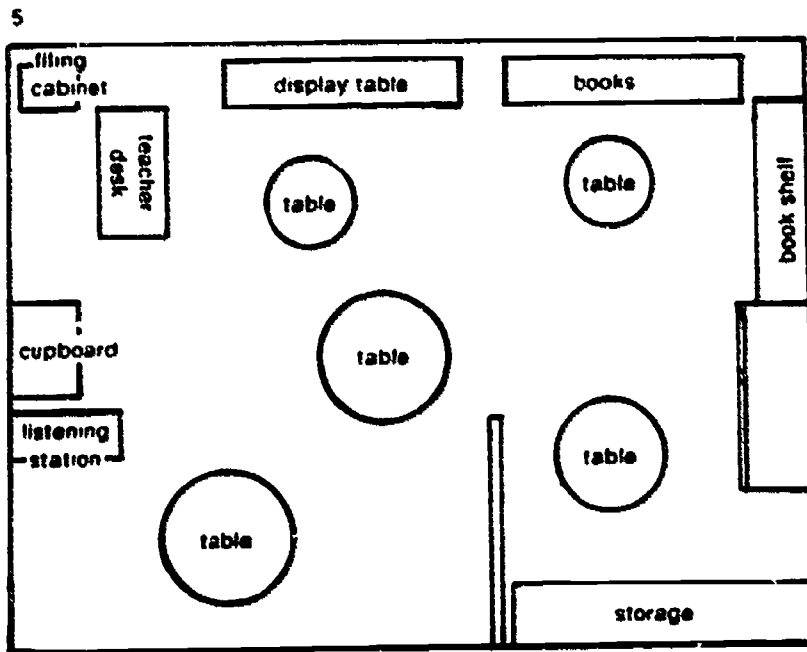 5
filing
cabinet
display table
books
teacher
desk
table
table
book shelf
cupboard
table
listening
station
table
table
storage